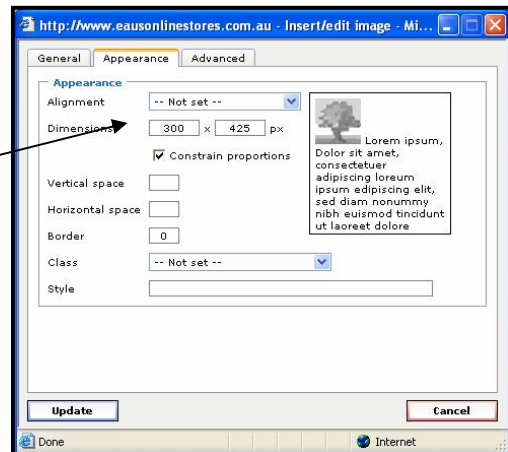 http://www.eausonlinestores.com.au - Insert/edit image - Mi...
General Appearance Advanced
Appearance
Alignment -- Not set --
Dimensions 300 x 425 px
Constrain proportions
Vertical space
Horizontal space
Border 0
Class -- Not set --
Style
Lorem ipsum,
Dolor sit amet,
consectetuer
adipiscing loreum
ipsum edipiscing elit,
sed diam nonummy
nibh euismod tincidunt
ut laoreet dolore
Update Cancel
Done Internet